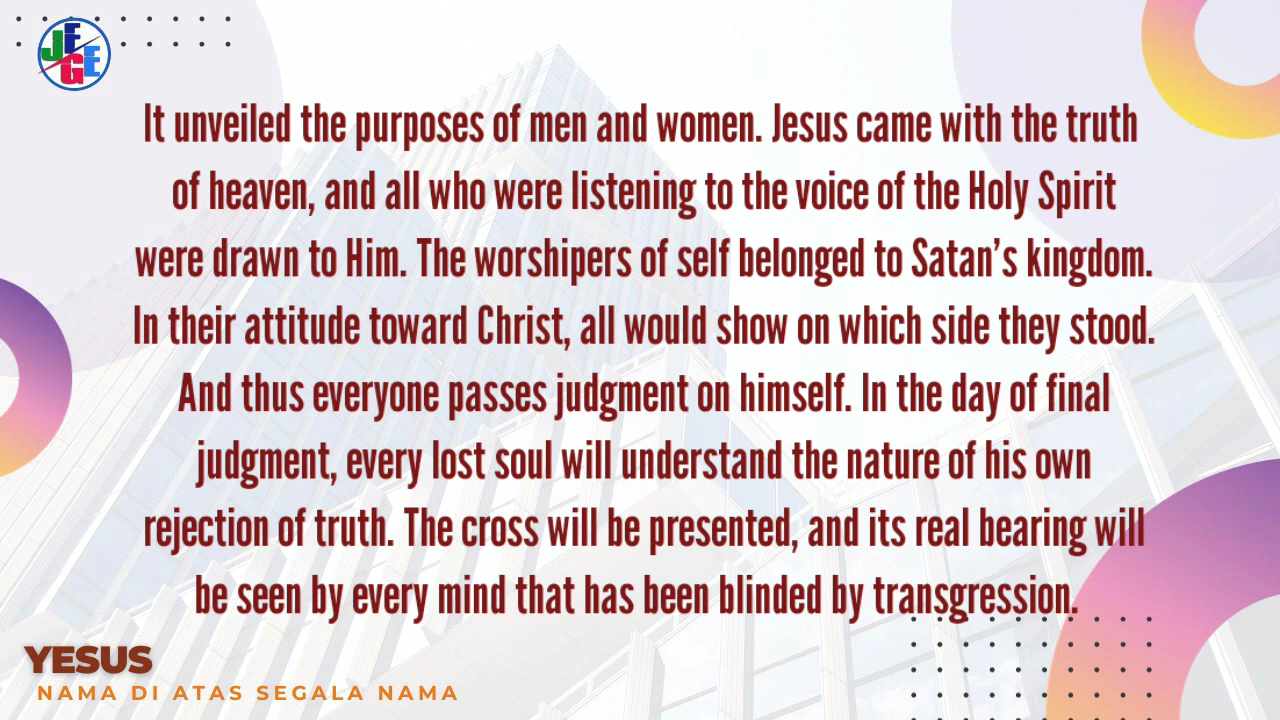 JEGE
It unveiled the purposes of men and women. Jesus came with the truth
of heaven, and all who were listening to the voice of the Holy Spirit
were drawn to Him. The worshipers of self belonged to Satan’s kingdom.
In their attitude toward Christ, all would show on which side they stood.
And thus everyone passes judgment on himself. In the day of final
judgment, every lost soul will understand the nature of his own
rejection of truth. The cross will be presented, and its real bearing will
be seen by every mind that has been blinded by transgression.
YESUS
NAMA DI ATAS SEGALA NAMA